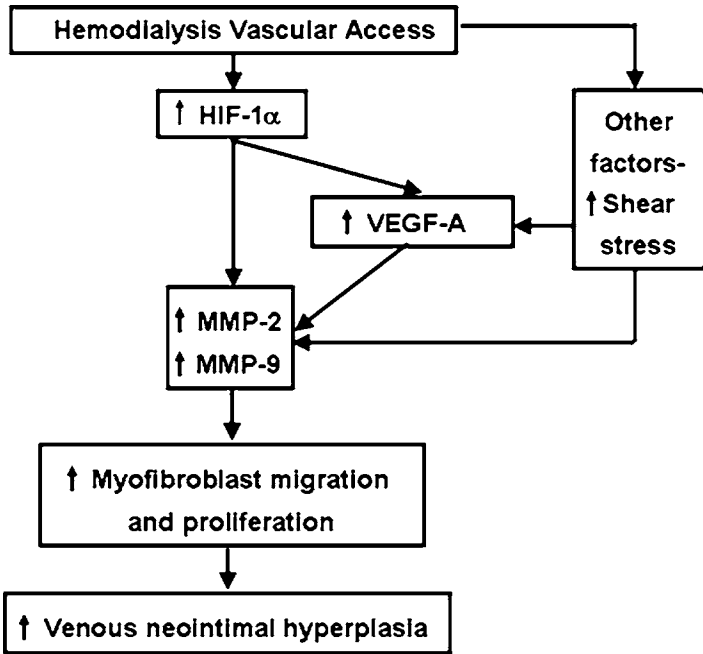 Hemodialysis Vascular Access
↑ HIF-1α
Other
factors-
↑ Shear
stress
↑ VEGF-A
↑ MMP-2
↑ MMP-9
↑ Myofibroblast migration
and proliferation
↑ Venous neointimal hyperplasia